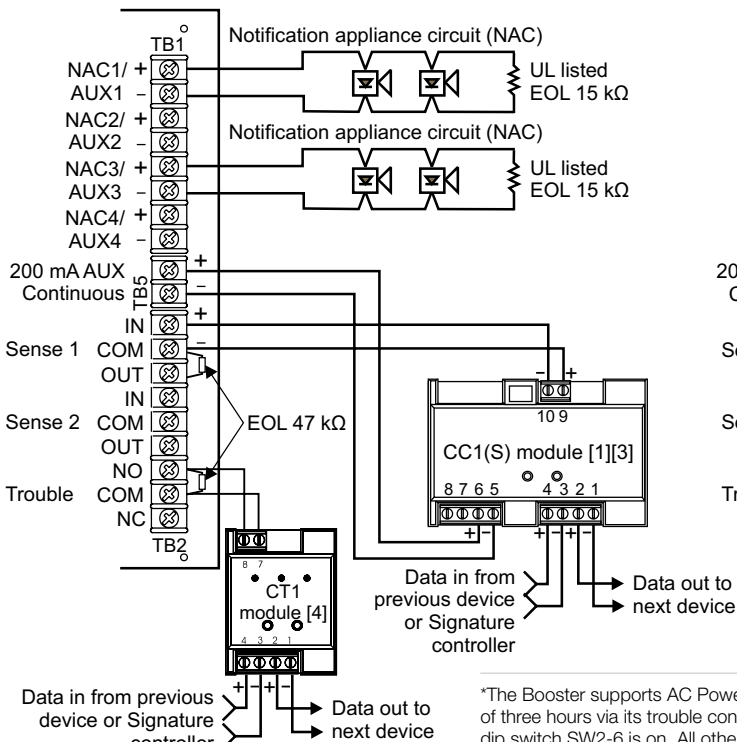 TB1
Notification appliance circuit (NAC)
NAC1/ +
AUX1 -
UL listed
EOL 15 kΩ
NAC2/ +
AUX2 -
Notification appliance circuit (NAC)
NAC3/ +
AUX3 -
UL listed
EOL 15 kΩ
NAC4/ +
AUX4 -
200 mA AUX +
Continuous -
TB5
IN +
Sense 1 COM -
OUT
IN
Sense 2 COM
OUT
EOL 47 kΩ
NO
Trouble COM
NC
TB2
- +
10 9
CC1(S) module [1][3]
8 7 6 5 4 3 2 1
+ - + - + -
Data in from
previous device
or Signature
controller
Data out to
next device
8 7
CT1
module [4]
4 3 2 1
+ - + -
Data in from previous
device or Signature
controller
Data out to
next device
20
C
Se
Se
Tr
*The Booster supports AC Powe
of three hours via its trouble con
dip switch SW2-6 is on. All othe